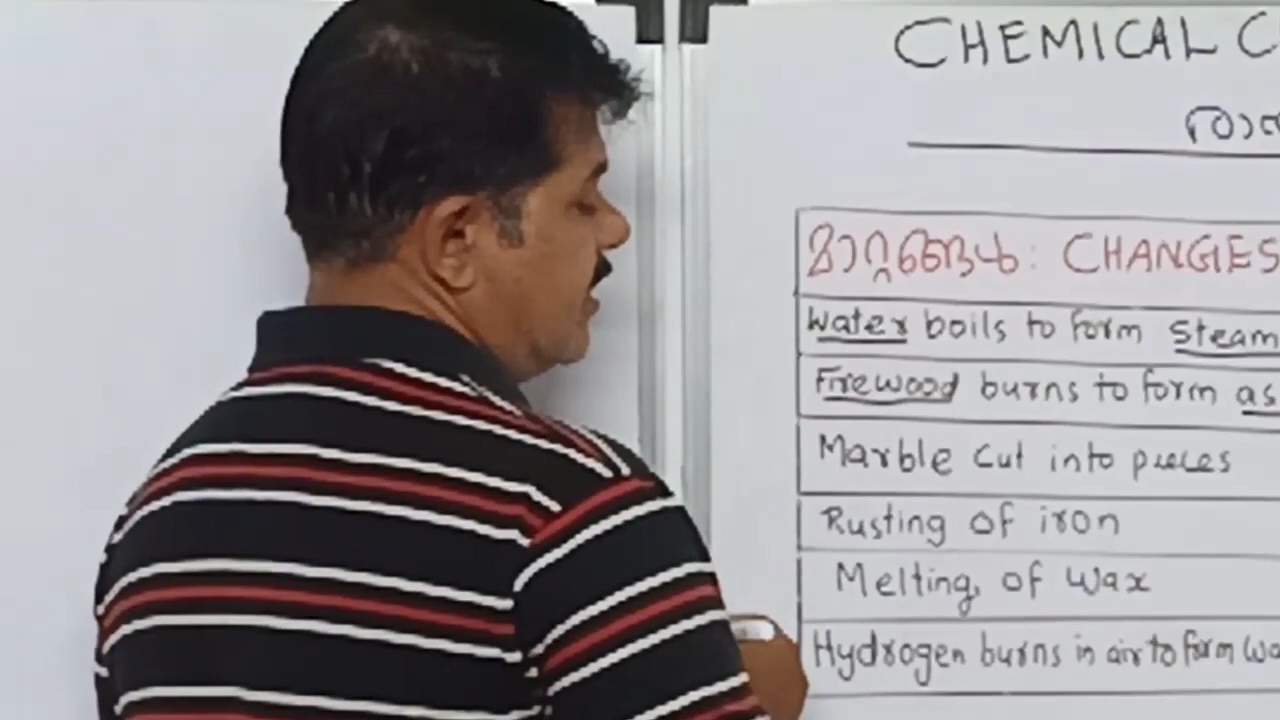 CHEMICAL C
രാസ
മാറ്റങ്ങൾ: CHANGES
Water boils to form Steam
Firewood burns to form as
Marble cut into pieces
Rusting of iron
Melting of wax
Hydrogen burns in air to form wa